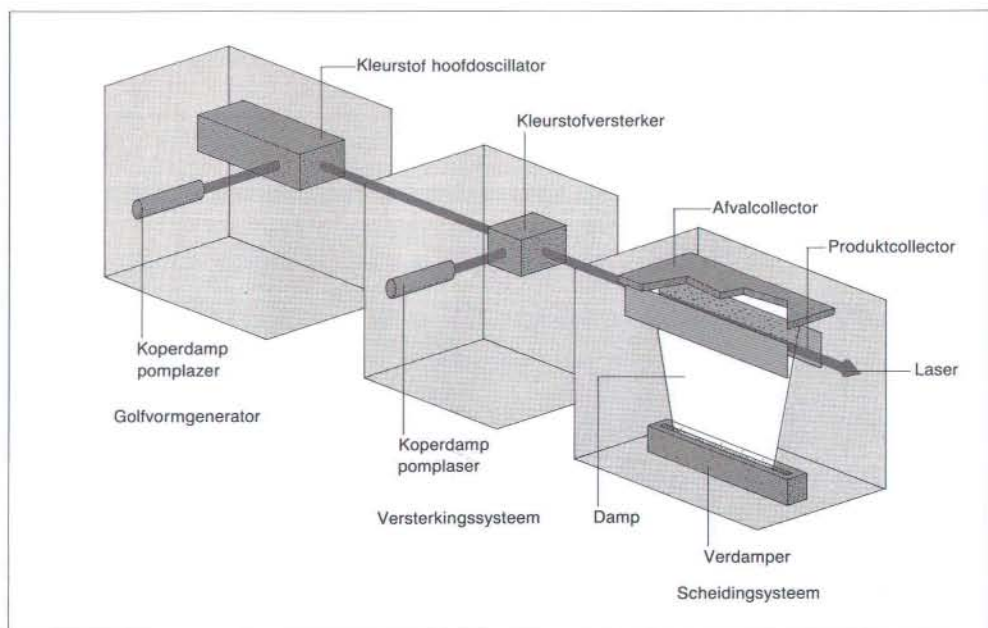 Kleurstof hoofdoscillator
Kleurstofversterker
Afvalcollector
Produktcollector
Koperdamp
pomplazer
Laser
Golfvormgenerator
Koperdamp
pomplaser
Versterkingssysteem
Damp
Verdamper
Scheidingsysteem